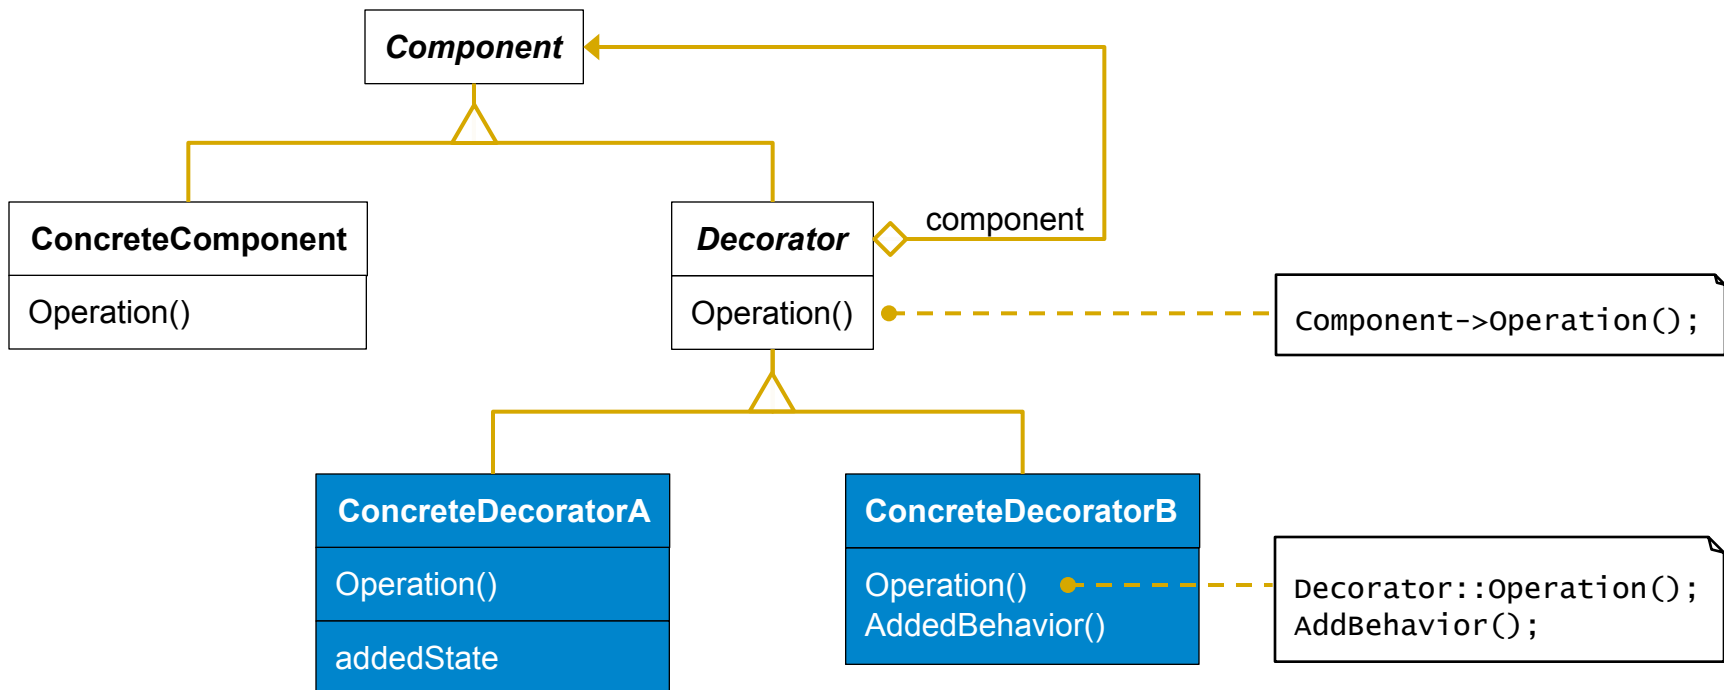 Component
ConcreteComponent
Operation()
Decorator
Operation()
component
Component->Operation();
ConcreteDecoratorA
Operation()
addedState
ConcreteDecoratorB
Operation()
AddedBehavior()
Decorator::Operation();
AddBehavior();